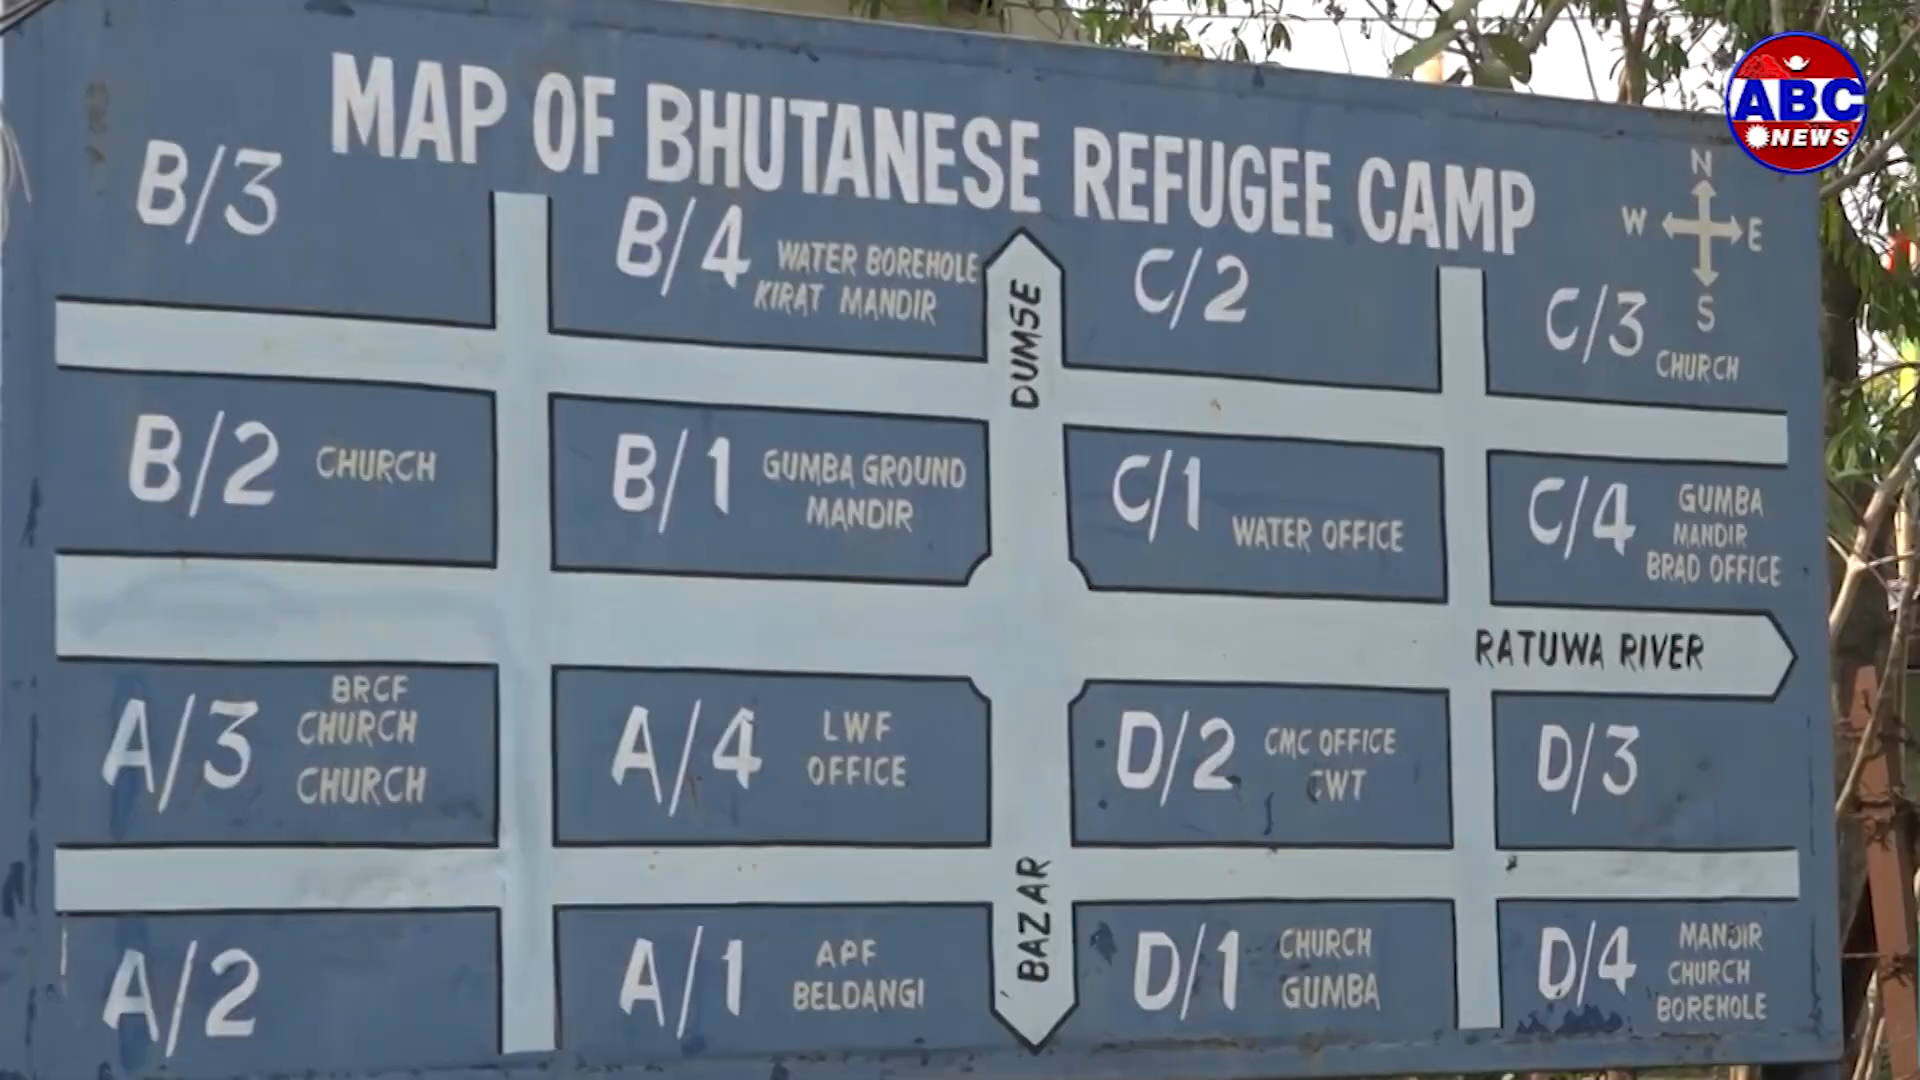 ABC
NEWS
MAP OF BHUTANESE REFUGEE CAMP
N
W E
S
B/3
B/4 WATER BOREHOLE
KIRAT MANDIR
DUMSE
C/2
C/3
CHURCH
B/2 CHURCH
B/1 GUMBA GROUND
MANDIR
C/1
WATER OFFICE
C/4 GUMBA
MANDIR
BRAD OFFICE
RATUWA RIVER
A/3 BRCF
CHURCH
CHURCH
A/4 LWF
OFFICE
D/2 CMC OFFICE
CWT
D/3
BAZAR
A/2
A/1 APF
BELDANGI
D/1 CHURCH
GUMBA
D/4 MANDIR
CHURCH
BOREHOLE